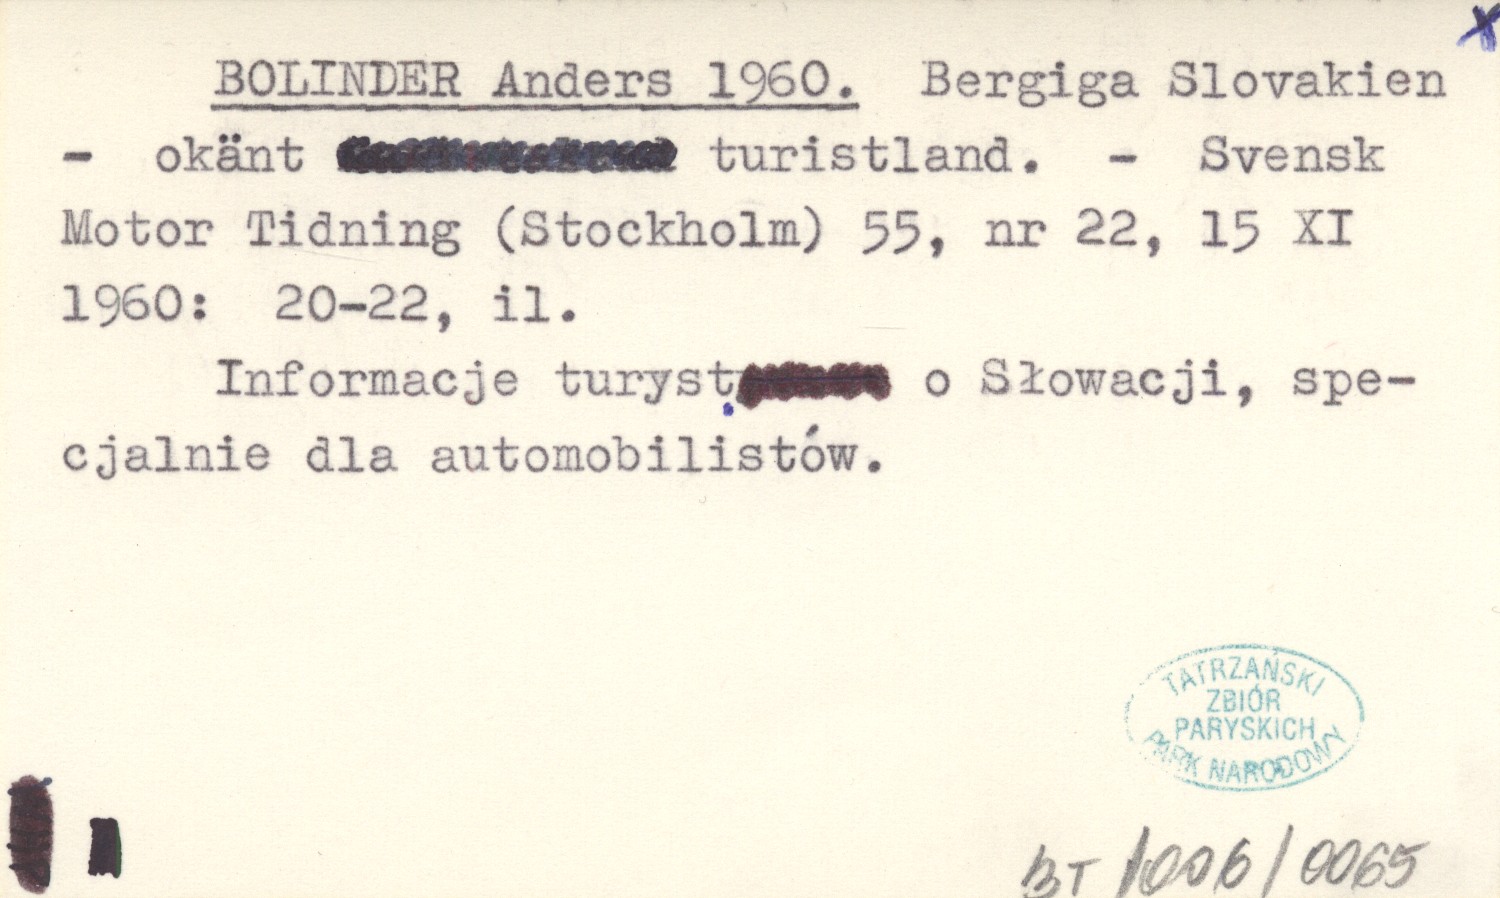 BOLINDER Anders 1960. Bergiga Slovakien
- okänt turistland. - Svensk
Motor Tidning (Stockholm) 55, nr 22, 15 XI
1960: 20-22, il.
Informacje turyst. o Słowacji, spe-
cjalnie dla automobilistów.
TATRZAŃSKI
ZBIÓR
PARYSKICH
PARK NARODOWY
BT/006/0065